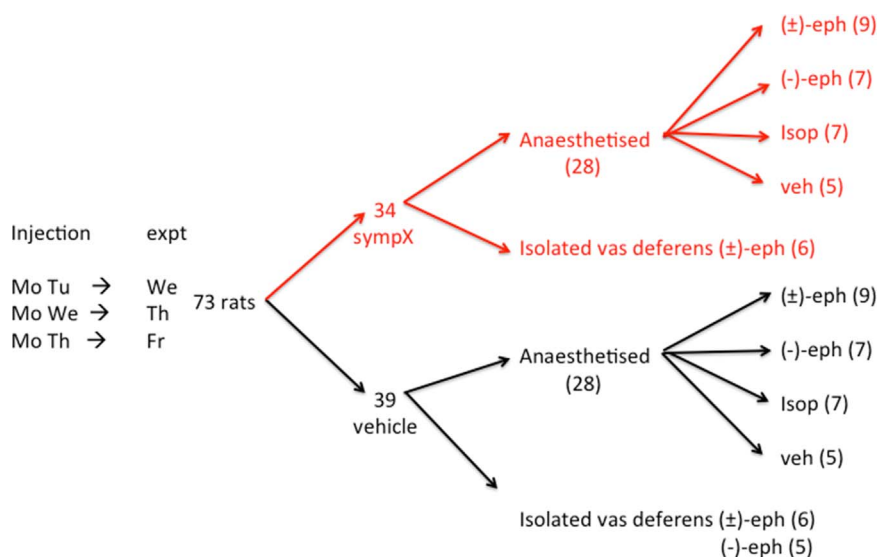 Injection expt
Mo Tu → We
Mo We → Th
Mo Th → Fr
73 rats
34
sympX
Anaesthetised
(28)
(±)-eph (9)
(-)-eph (7)
Isop (7)
veh (5)
Isolated vas deferens (±)-eph (6)
39
vehicle
Anaesthetised
(28)
(±)-eph (9)
(-)-eph (7)
Isop (7)
veh (5)
Isolated vas deferens (±)-eph (6)
(-)-eph (5)